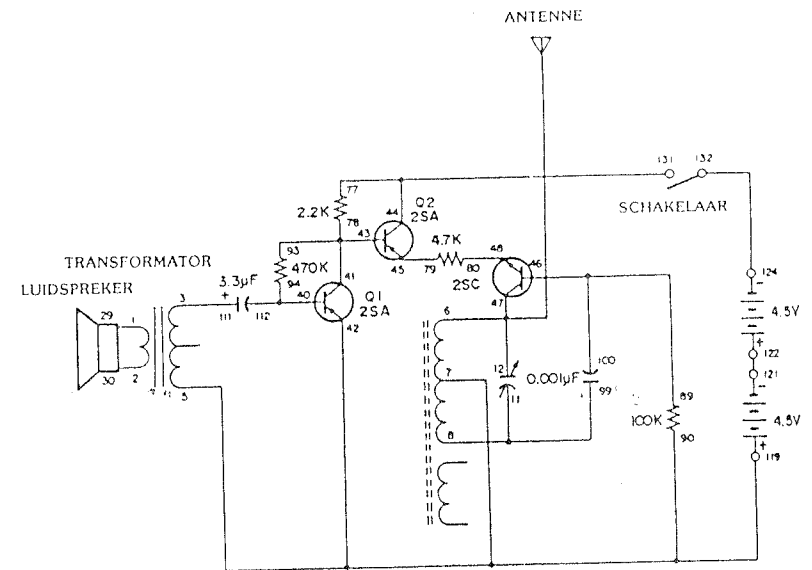 ANTENNE
131 132
SCHAKELAAR
77
2.2K
78
44
Q2
2SA
43
45
4.7K
79 80
48
46
2SC
47
93
470K
94
TRANSFORMATOR
LUIDSPREKER
3.3µF
+
111 112
40
41
Q1
2SA
42
29
30
1
2
3
5
6
7
8
12
11
0.001µF
100
99
89
100K
90
124
-
4.5V
+
122
121
-
4.5V
+
119